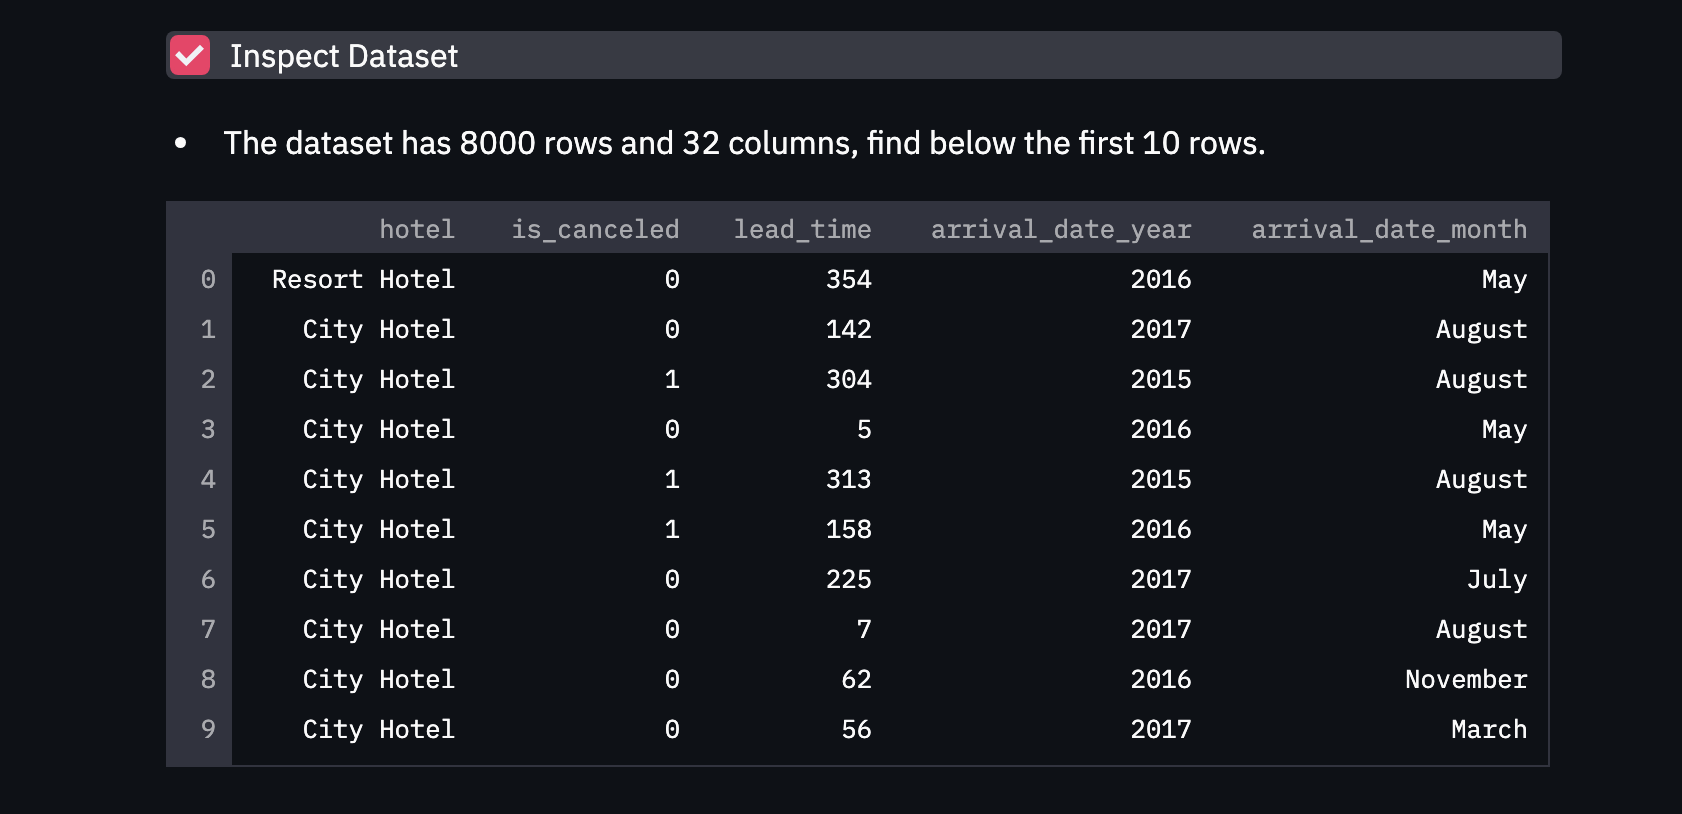 Inspect Dataset
The dataset has 8000 rows and 32 columns, find below the first 10 rows.
hotel is_canceled lead_time arrival_date_year arrival_date_month
0 Resort Hotel 0 354 2016 May
1 City Hotel 0 142 2017 August
2 City Hotel 1 304 2015 August
3 City Hotel 0 5 2016 May
4 City Hotel 1 313 2015 August
5 City Hotel 1 158 2016 May
6 City Hotel 0 225 2017 July
7 City Hotel 0 7 2017 August
8 City Hotel 0 62 2016 November
9 City Hotel 0 56 2017 March